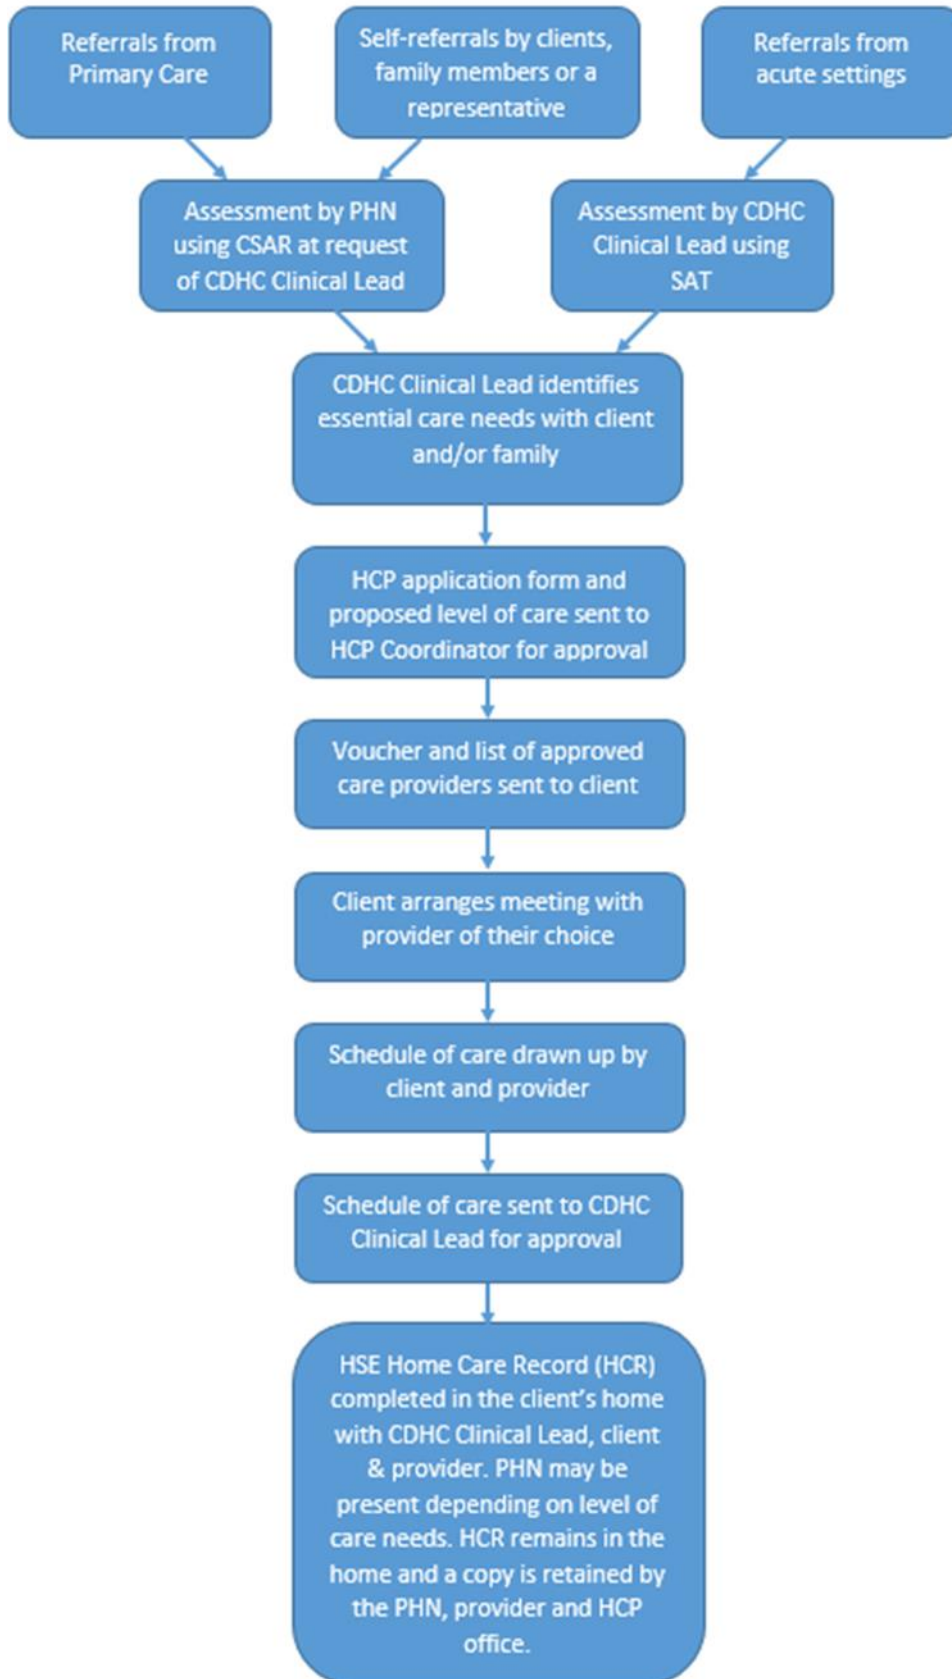 Referrals from
Primary Care
Self-referrals by clients,
family members or a
representative
Referrals from
acute settings
Assessment by PHN
using CSAR at request
of CDHC Clinical Lead
Assessment by CDHC
Clinical Lead using
SAT
CDHC Clinical Lead identifies
essential care needs with client
and/or family
HCP application form and
proposed level of care sent to
HCP Coordinator for approval
Voucher and list of approved
care providers sent to client
Client arranges meeting with
provider of their choice
Schedule of care drawn up by
client and provider
Schedule of care sent to CDHC
Clinical Lead for approval
HSE Home Care Record (HCR)
completed in the client’s home
with CDHC Clinical Lead, client
& provider. PHN may be
present depending on level of
care needs. HCR remains in the
home and a copy is retained by
the PHN, provider and HCP
office.